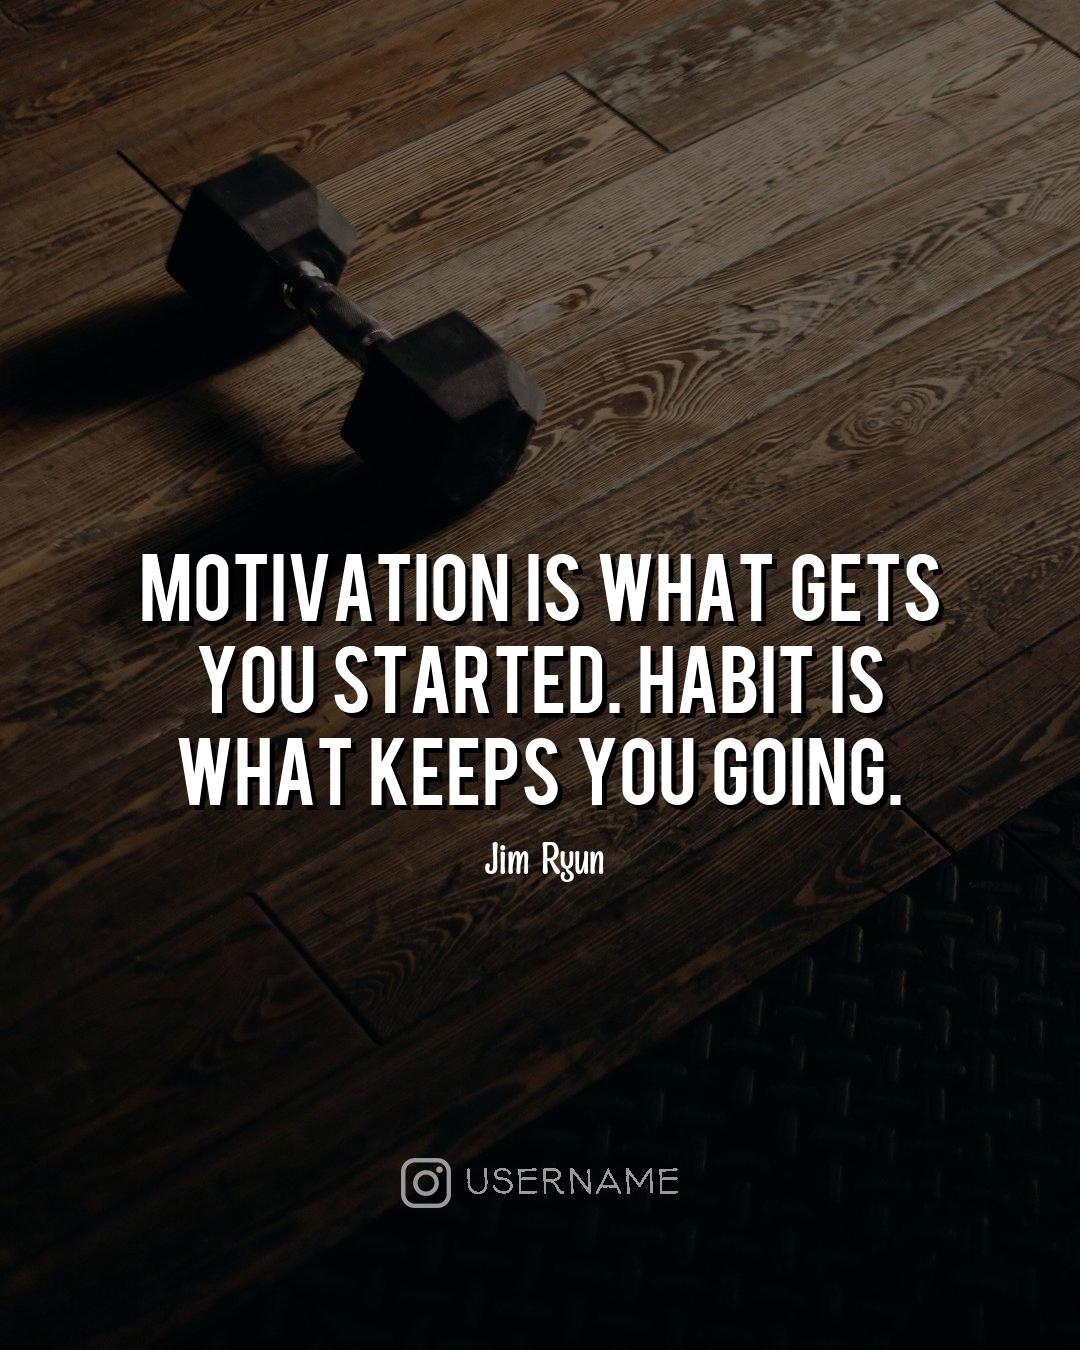 MOTIVATION IS WHAT GETS
YOU STARTED. HABIT IS
WHAT KEEPS YOU GOING.
Jim Ryun
USERNAME